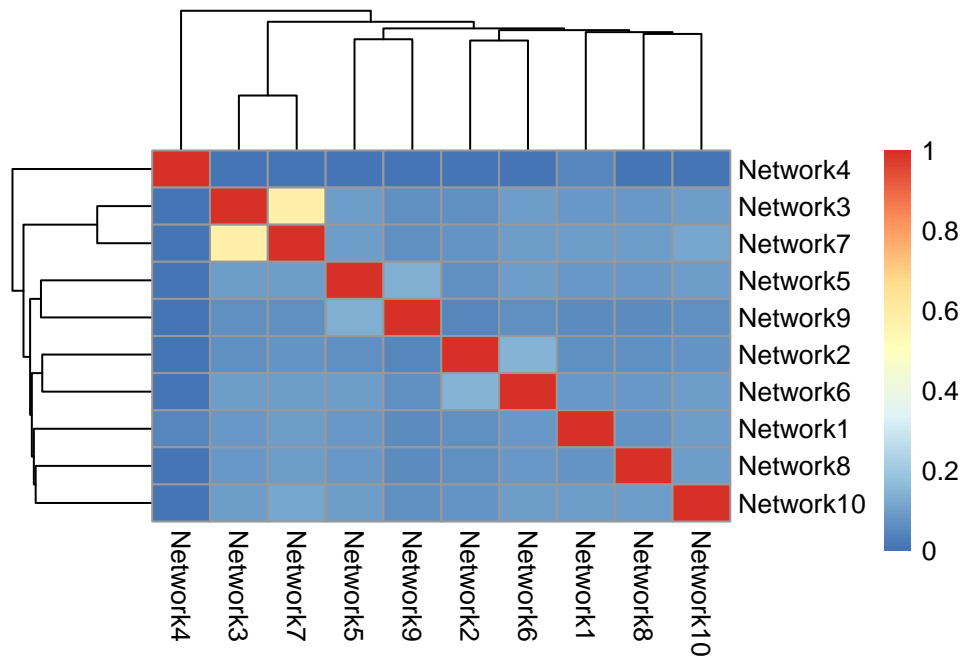 Network4
Network3
Network7
Network5
Network9
Network2
Network6
Network1
Network8
Network10
1
0.8
0.6
0.4
0.2
0
Network4
Network3
Network7
Network5
Network9
Network2
Network6
Network1
Network8
Network10